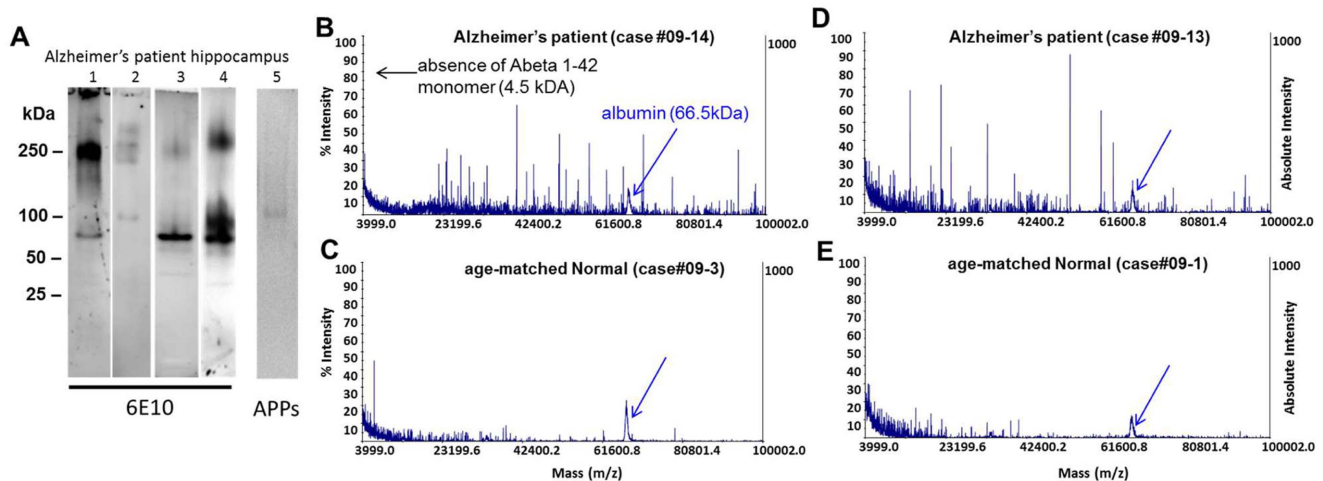 A
Alzheimer's patient hippocampus
1 2 3 4 5
kDa
250 –
100 –
50 –
25 –
6E10
APPs
B
Alzheimer's patient (case #09-14)
absence of Abeta 1-42
monomer (4.5 kDA)
albumin (66.5kDa)
% Intensity
100
90
80
70
60
50
40
30
20
10
1000
3999.0 23199.6 42400.2 61600.8 80801.4 100002.0
C
age-matched Normal (case#09-3)
% Intensity
100
90
80
70
60
50
40
30
20
10
1000
3999.0 23199.6 42400.2 61600.8 80801.4 100002.0
Mass (m/z)
D
Alzheimer's patient (case #09-13)
100
90
80
70
60
50
40
30
20
10
1000
Absolute Intensity
3999.0 23199.6 42400.2 61600.8 80801.4 100002.0
E
age-matched Normal (case#09-1)
100
90
80
70
60
50
40
30
20
10
1000
Absolute Intensity
3999.0 23199.6 42400.2 61600.8 80801.4 100002.0
Mass (m/z)